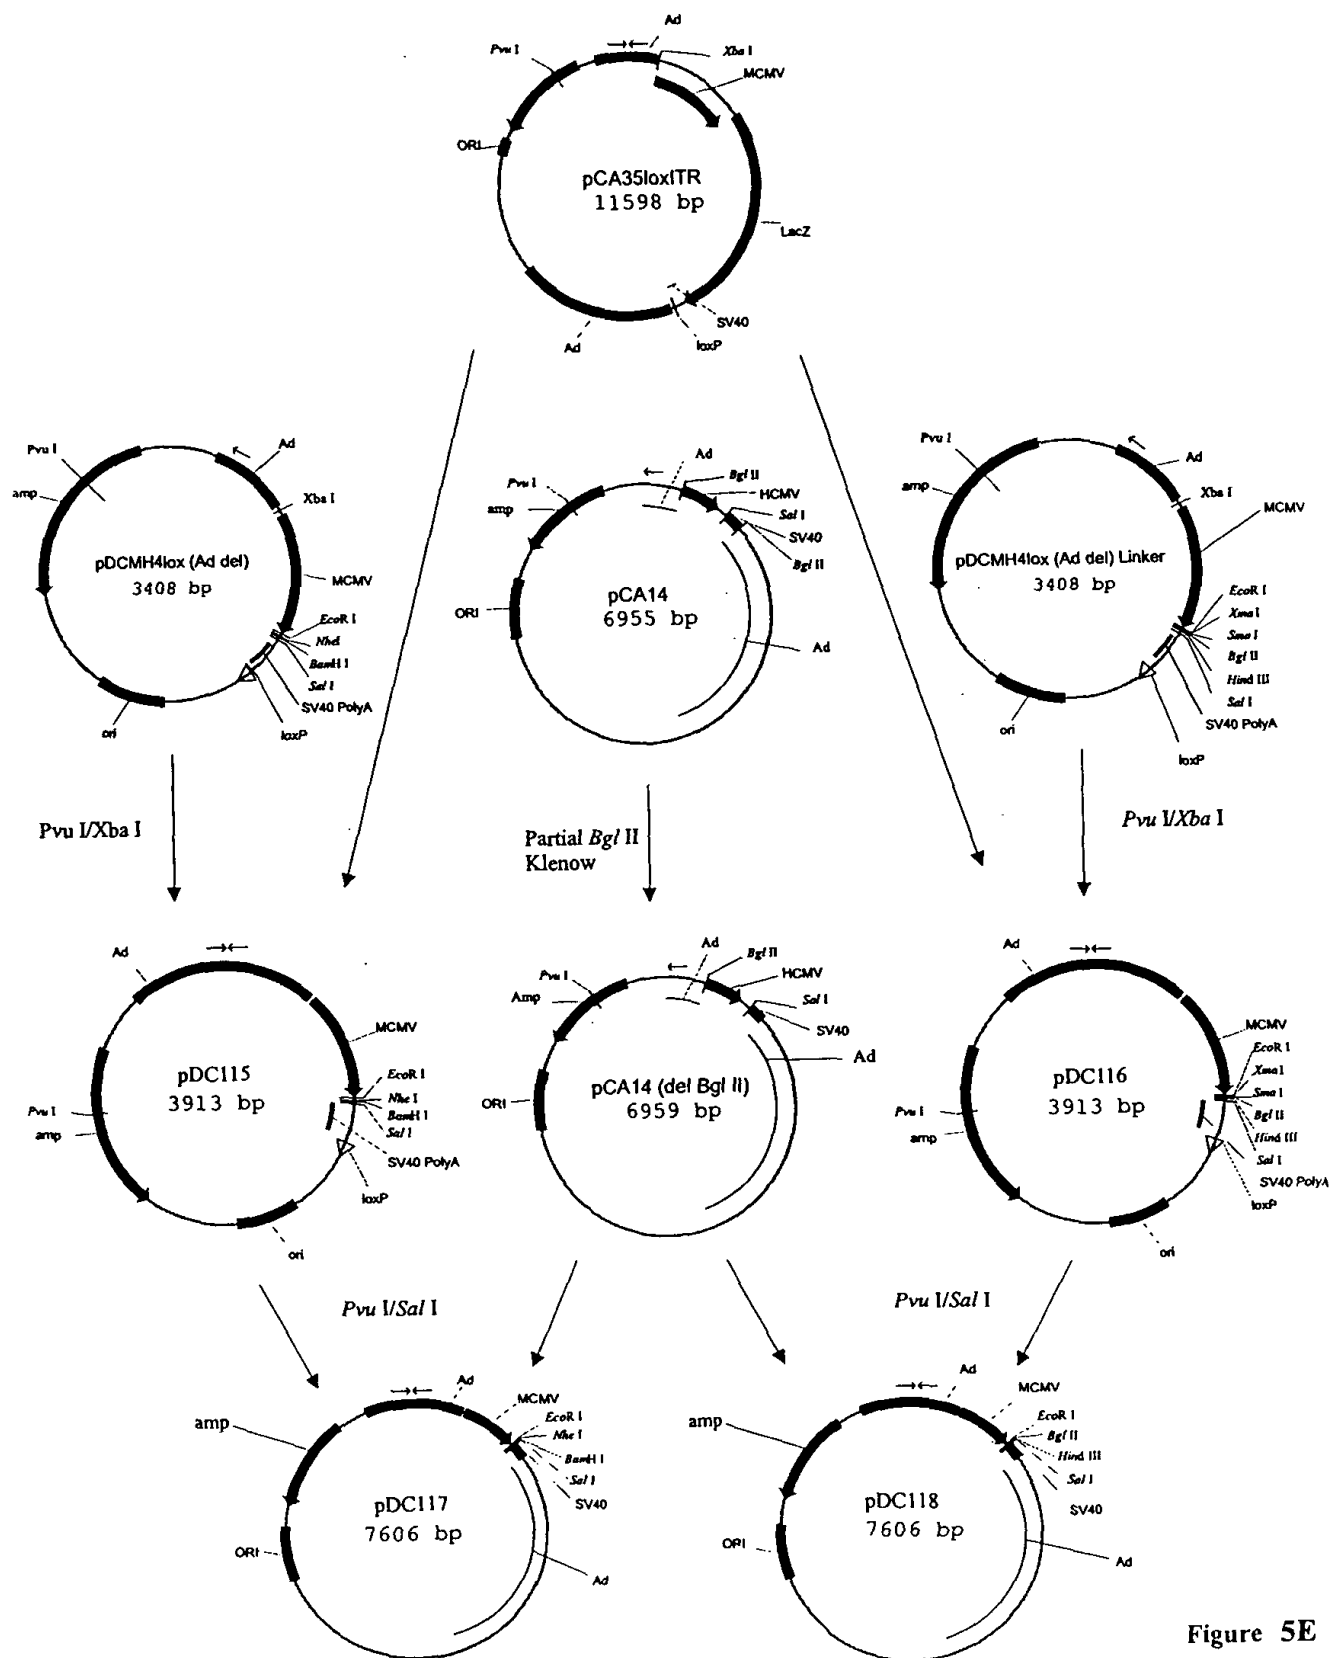 Ad
Pvu I
Xba I
MCMV
ORI
pCA35loxITR
11598 bp
LacZ
SV40
loxP
Ad
Pvu I
Ad
amp
Xba I
pDCMH4lox (Ad del)
3408 bp
MCMV
EcoR I
NheI
BamH I
Sal I
SV40 PolyA
loxP
ori
Ad
Bgl II
Pvu I
HCMV
amp
Sal I
SV40
Bgl II
pCA14
6955 bp
ORI
Ad
Pvu I
Ad
amp
Xba I
MCMV
pDCMH4lox (Ad del) Linker
3408 bp
EcoR I
Xma I
Sma I
Bgl II
Hind III
Sal I
SV40 PolyA
ori
loxP
Pvu I/Xba I
Partial Bgl II
Klenow
Pvu I/Xba I
Ad
MCMV
pDC115
3913 bp
EcoR I
Nhe I
BamH I
Sal I
Pvu I
amp
SV40 PolyA
loxP
ori
Ad
Bgl II
Pvu I
HCMV
Amp
Sal I
SV40
Ad
pCA14 (del Bgl II)
6959 bp
ORI
Ad
MCMV
pDC116
3913 bp
EcoR I
Xma I
Sma I
Bgl II
Hind III
Sal I
SV40 PolyA
loxP
Pvu I
amp
ori
Pvu I/Sal I
Pvu I/Sal I
Ad
MCMV
amp
EcoR I
Nhe I
BamH I
Sal I
SV40
pDC117
7606 bp
ORI
Ad
Ad
MCMV
amp
EcoR I
Bgl II
Hind III
Sal I
SV40
pDC118
7606 bp
ORI
Ad
Figure 5E